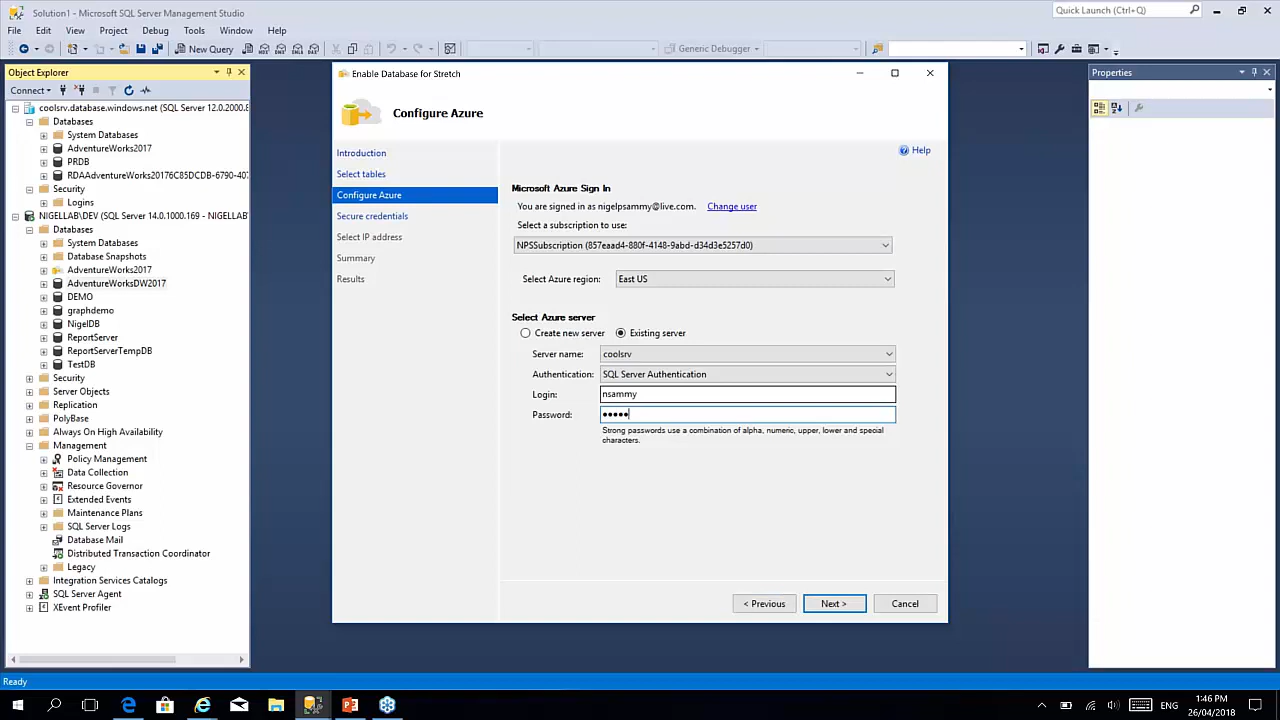 Solution1 - Microsoft SQL Server Management Studio
Quick Launch (Ctrl+Q)
File Edit View Project Debug Tools Window Help
New Query
Generic Debugger
Object Explorer
Connect
coolsrv.database.windows.net (SQL Server 12.0.2000.8
Databases
System Databases
AdventureWorks2017
PRDB
RDAAdventureWorks20176C85DCDB-6790-407
Security
Logins
NIGELLAB\DEV (SQL Server 14.0.1000.169 - NIGELLAB
Databases
System Databases
Database Snapshots
AdventureWorks2017
AdventureWorksDW2017
DEMO
graphdemo
NigelDB
ReportServer
ReportServerTempDB
TestDB
Security
Server Objects
Replication
PolyBase
Always On High Availability
Management
Policy Management
Data Collection
Resource Governor
Extended Events
Maintenance Plans
SQL Server Logs
Database Mail
Distributed Transaction Coordinator
Legacy
Integration Services Catalogs
SQL Server Agent
XEvent Profiler
Enable Database for Stretch
Configure Azure
Introduction
Select tables
Configure Azure
Secure credentials
Select IP address
Summary
Results
Help
Microsoft Azure Sign In
You are signed in as nigelpsammy@live.com. Change user
Select a subscription to use:
NPSSubscription (857eaad4-880f-4148-9abd-d34d3e5257d0)
Select Azure region: East US
Select Azure server
Create new server Existing server
Server name: coolsrv
Authentication: SQL Server Authentication
Login: nsammy
Password: •••••
Strong passwords use a combination of alpha, numeric, upper, lower and special
characters.
< Previous Next > Cancel
Properties
Ready
ENG
1:46 PM
26/04/2018